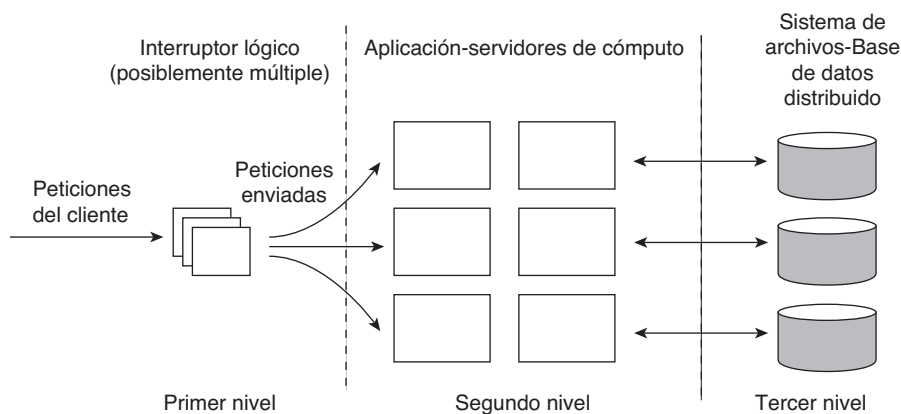 Interruptor lógico
(posiblemente múltiple)
Aplicación-servidores de cómputo
Sistema de
archivos-Base
de datos
distribuido
Peticiones
del cliente
Peticiones
enviadas
Primer nivel
Segundo nivel
Tercer nivel